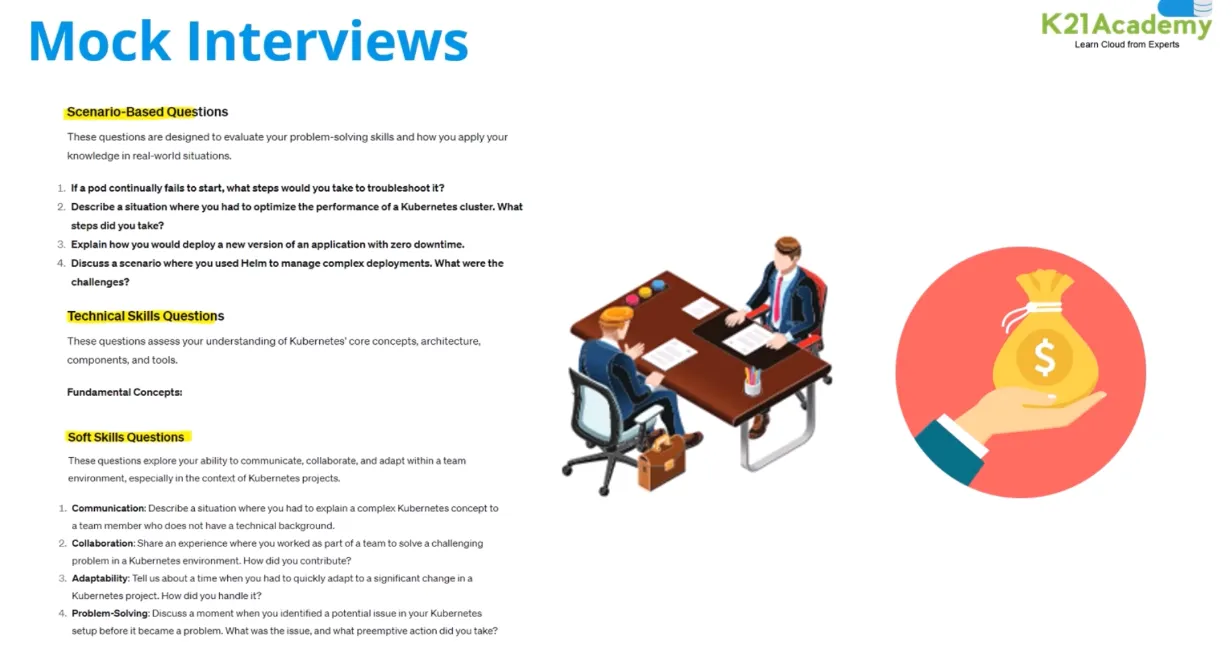 Mock Interviews
K21Academy
Learn Cloud from Experts
Scenario-Based Questions
These questions are designed to evaluate your problem-solving skills and how you apply your
knowledge in real-world situations.
1. If a pod continually fails to start, what steps would you take to troubleshoot it?
2. Describe a situation where you had to optimize the performance of a Kubernetes cluster. What
steps did you take?
3. Explain how you would deploy a new version of an application with zero downtime.
4. Discuss a scenario where you used Helm to manage complex deployments. What were the
challenges?
Technical Skills Questions
These questions assess your understanding of Kubernetes' core concepts, architecture,
components, and tools.
Fundamental Concepts:
Soft Skills Questions
These questions explore your ability to communicate, collaborate, and adapt within a team
environment, especially in the context of Kubernetes projects.
1. Communication: Describe a situation where you had to explain a complex Kubernetes concept to
a team member who does not have a technical background.
2. Collaboration: Share an experience where you worked as part of a team to solve a challenging
problem in a Kubernetes environment. How did you contribute?
3. Adaptability: Tell us about a time when you had to quickly adapt to a significant change in a
Kubernetes project. How did you handle it?
4. Problem-Solving: Discuss a moment when you identified a potential issue in your Kubernetes
setup before it became a problem. What was the issue, and what preemptive action did you take?
$